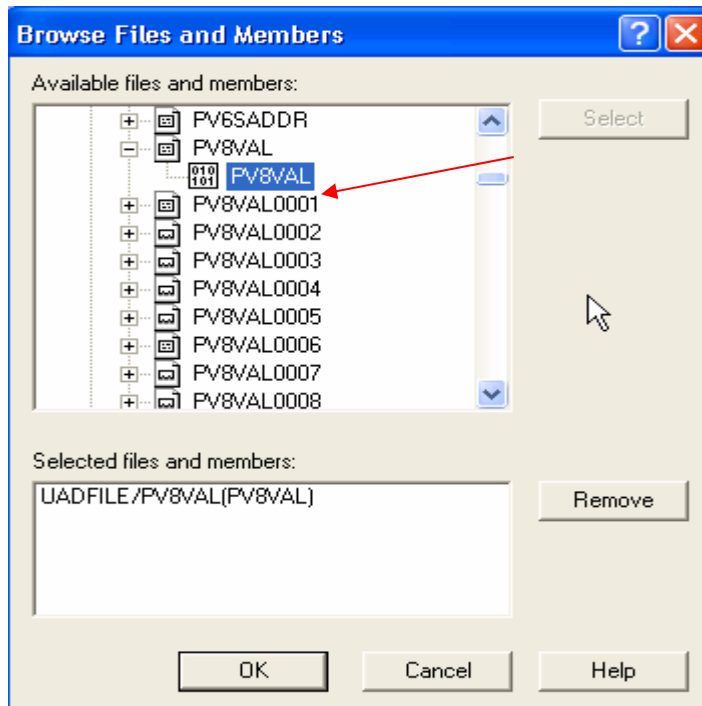 Browse Files and Members
Available files and members:
PV6SADDR
PV8VAL
010
101
PV8VAL
PV8VAL0001
PV8VAL0002
PV8VAL0003
PV8VAL0004
PV8VAL0005
PV8VAL0006
PV8VAL0007
PV8VAL0008
Select
Selected files and members:
UADFILE/PV8VAL(PV8VAL)
Remove
OK
Cancel
Help